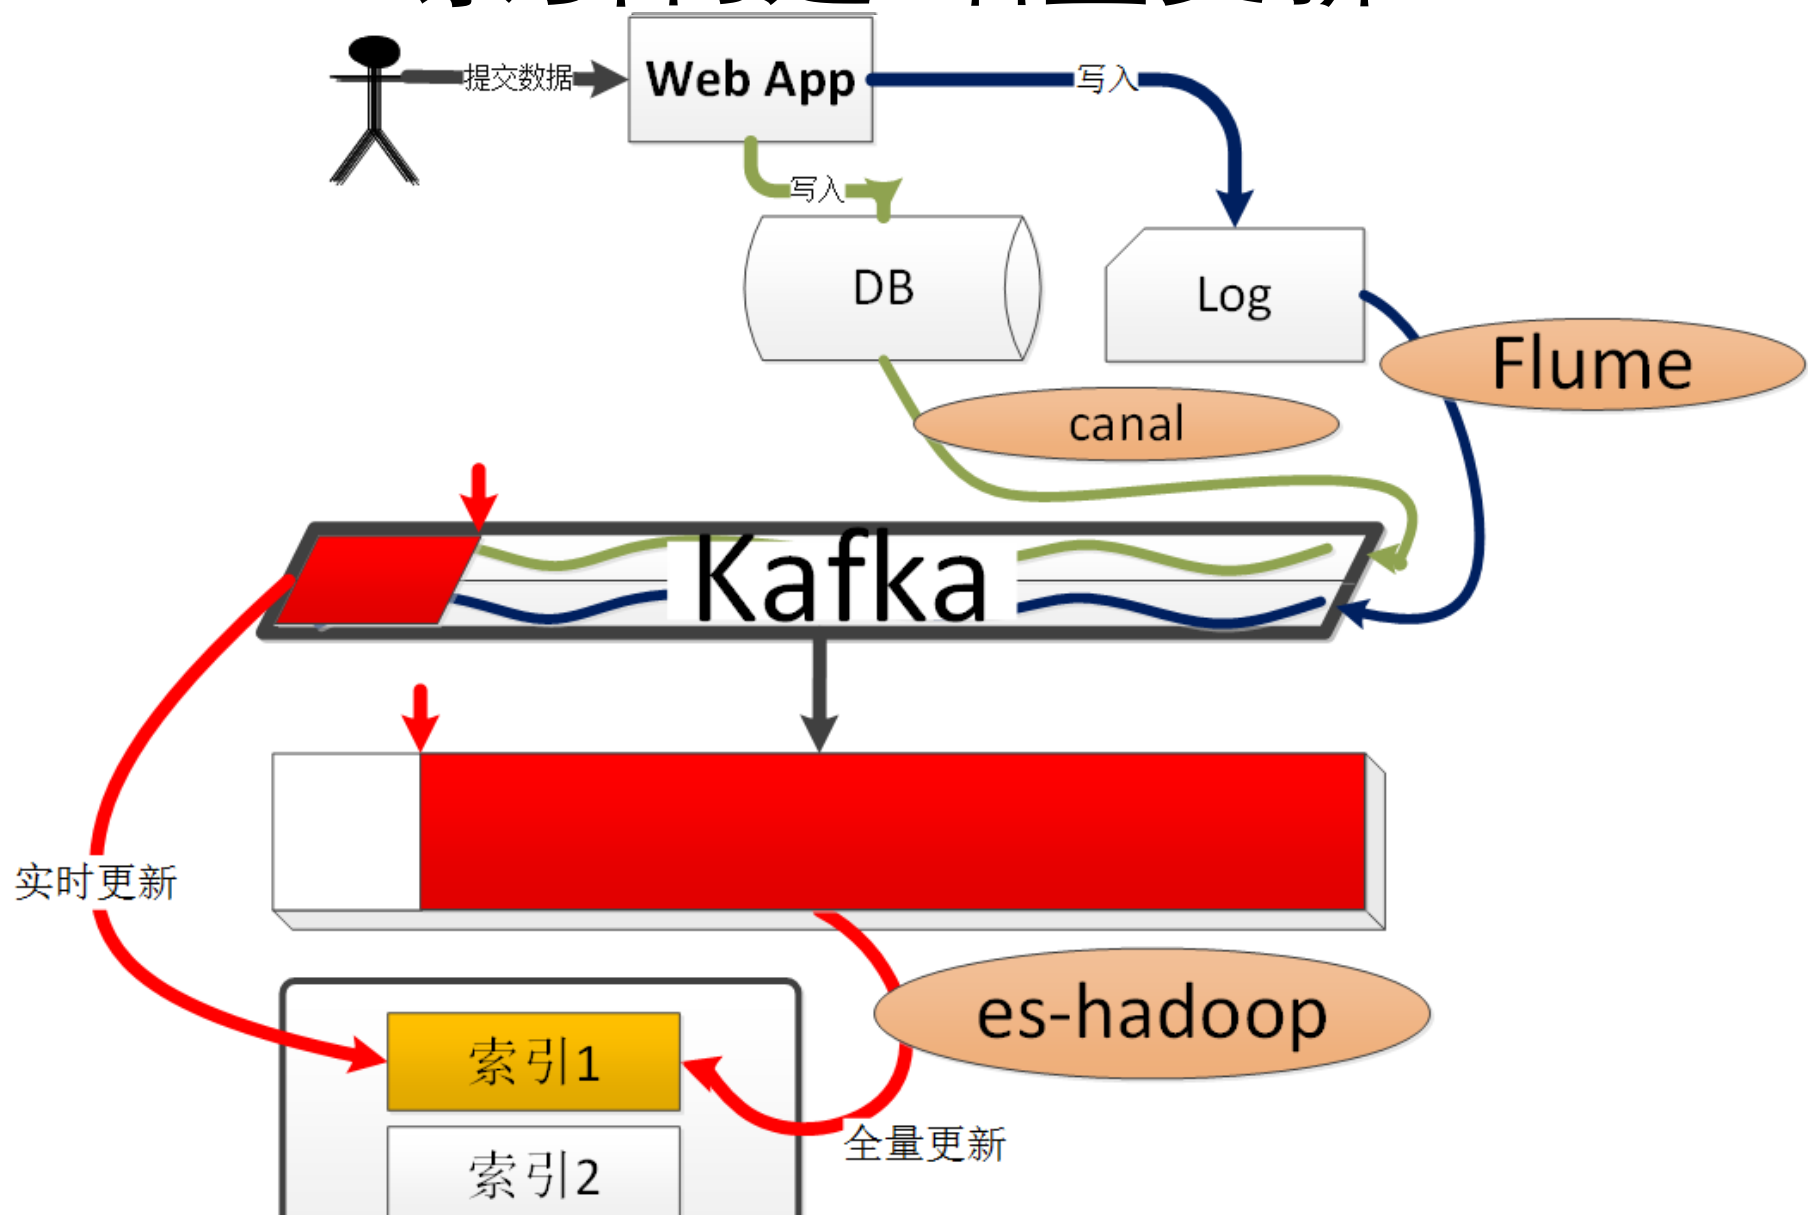 提交数据
Web App
写入
写入
DB
Log
Flume
canal
Kafka
实时更新
es-hadoop
索引1
全量更新
索引2